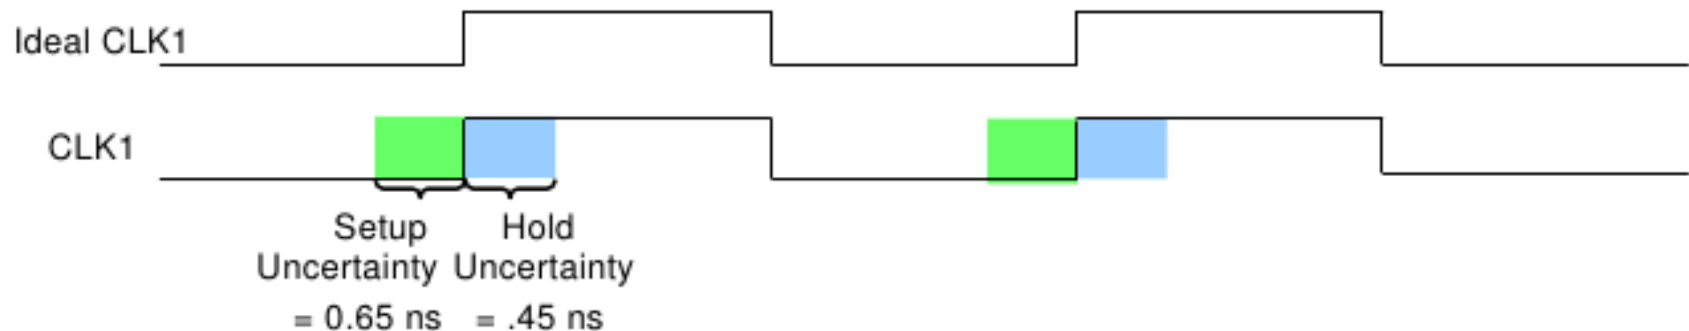 Ideal CLK1
CLK1
Setup Hold
Uncertainty Uncertainty
= 0.65 ns = .45 ns